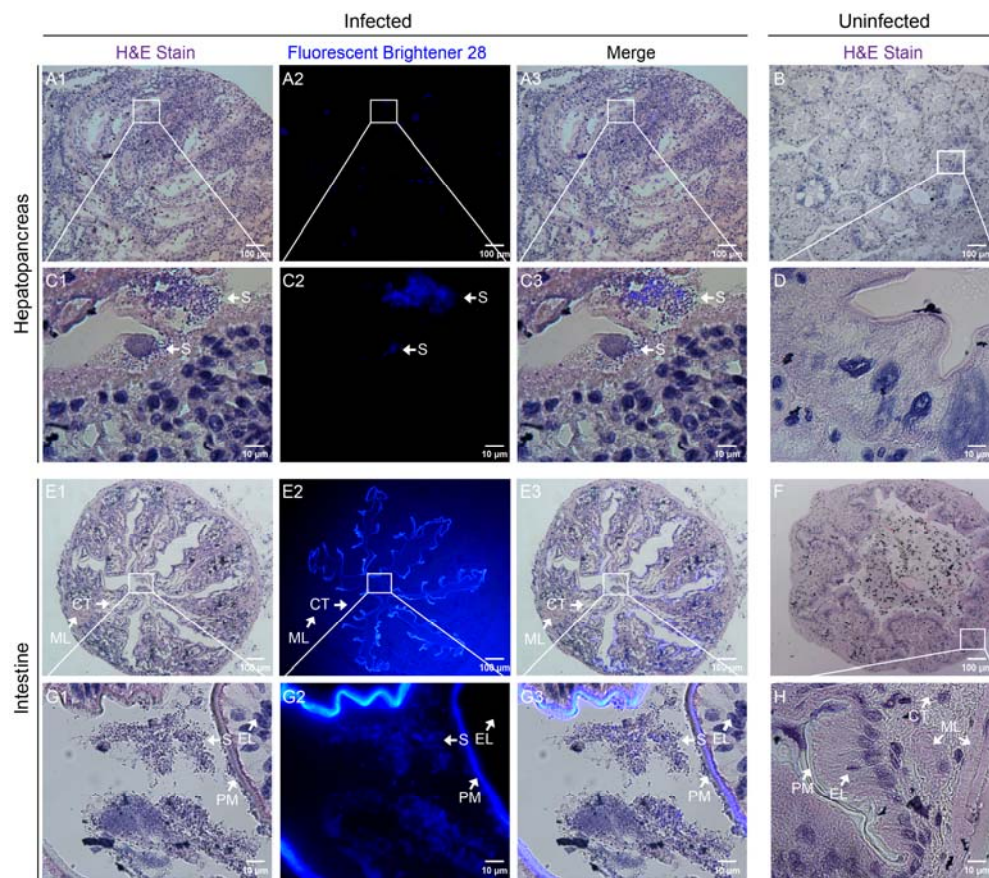 Infected Uninfected
H&E Stain Fluorescent Brightener 28 Merge H&E Stain
Hepatopancreas
A1 A2 A3 B
100 µm 100 µm 100 µm 100 µm
C1 C2 C3 D
S S S
S S S
10 µm 10 µm 10 µm 10 µm
Intestine
E1 E2 E3 F
CT CT CT
ML ML ML
100 µm 100 µm 100 µm 100 µm
G1 G2 G3 H
S EL S EL S EL CT ML
PM PM PM PM EL
10 µm 10 µm 10 µm 10 µm